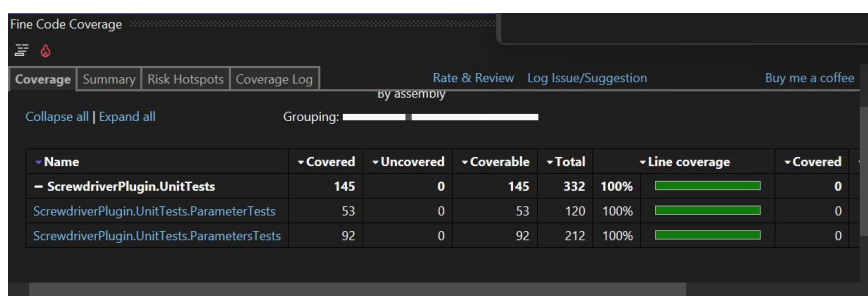 Fine Code Coverage
Coverage Summary Risk Hotspots Coverage Log Rate & Review Log Issue/Suggestion Buy me a coffee
By assembly
Collapse all | Expand all Grouping:
Name Covered Uncovered Coverable Total Line coverage Covered
– ScrewdriverPlugin.UnitTests 145 0 145 332 100% 0
ScrewdriverPlugin.UnitTests.ParameterTests 53 0 53 120 100% 0
ScrewdriverPlugin.UnitTests.ParametersTests 92 0 92 212 100% 0